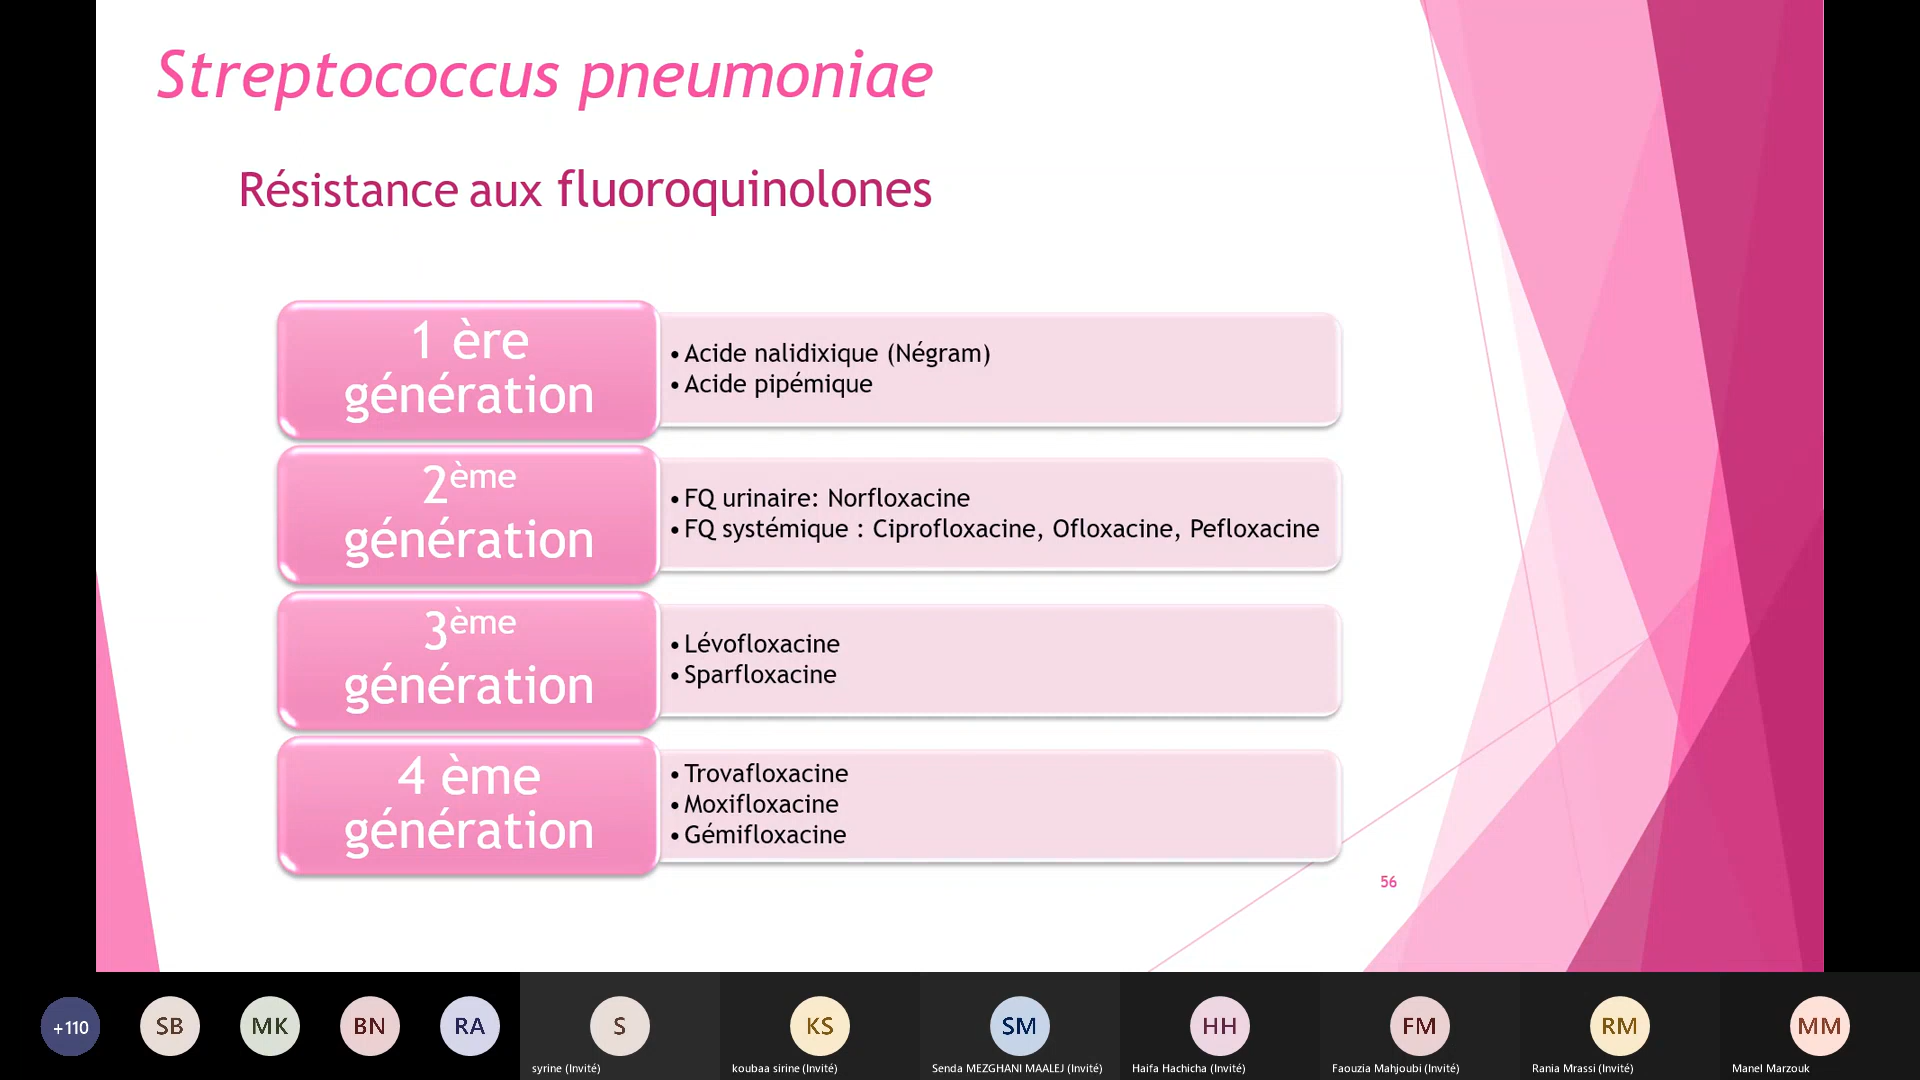 Streptococcus pneumoniae
Résistance aux fluoroquinolones
1 ère
génération
•Acide nalidixique (Négram)
•Acide pipémique
2ème
génération
•FQ urinaire: Norfloxacine
•FQ systémique : Ciprofloxacine, Ofloxacine, Pefloxacine
3ème
génération
•Lévofloxacine
•Sparfloxacine
4 ème
génération
•Trovafloxacine
•Moxifloxacine
•Gémifloxacine
56
+110
SB
MK
BN
RA
S
KS
SM
HH
FM
RM
MM
syrine (Invité)
koubaa sirine (Invité)
Senda MEZGHANI MAALEJ (Invité)
Haifa Hachicha (Invité)
Faouzia Mahjoubi (Invité)
Rania Mrassi (Invité)
Manel Marzouk